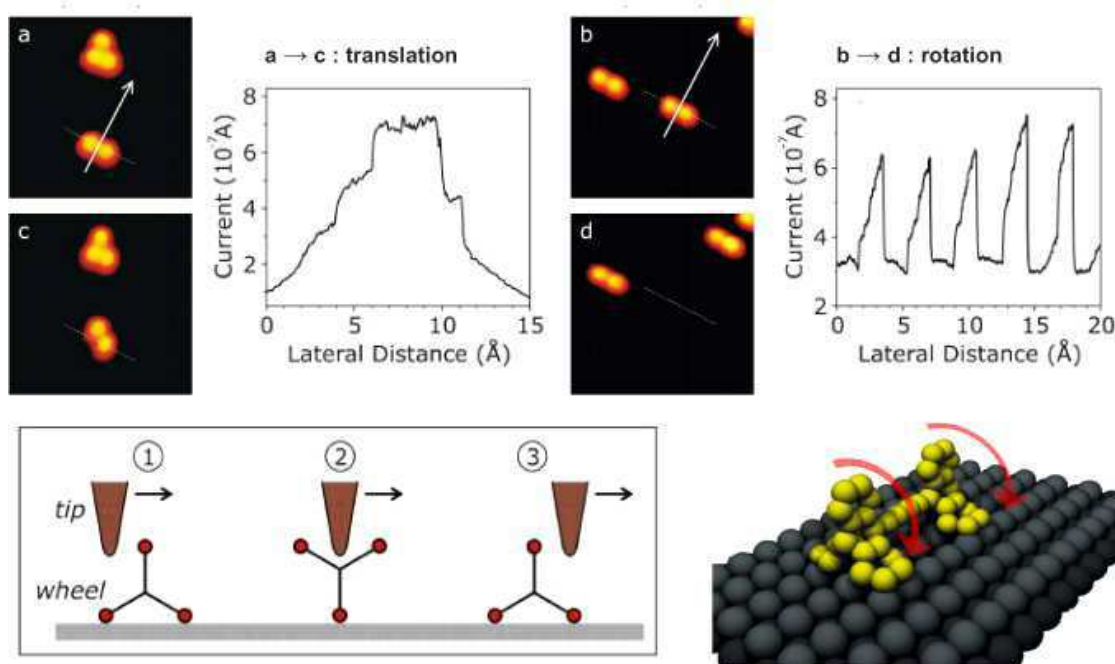 a
a → c : translation
Current (10⁻⁷A)
8
6
4
2
0 5 10 15
Lateral Distance (Å)
c
b
b → d : rotation
Current (10⁻⁷A)
8
6
4
2
0 5 10 15 20
Lateral Distance (Å)
d
1 2 3
tip
wheel